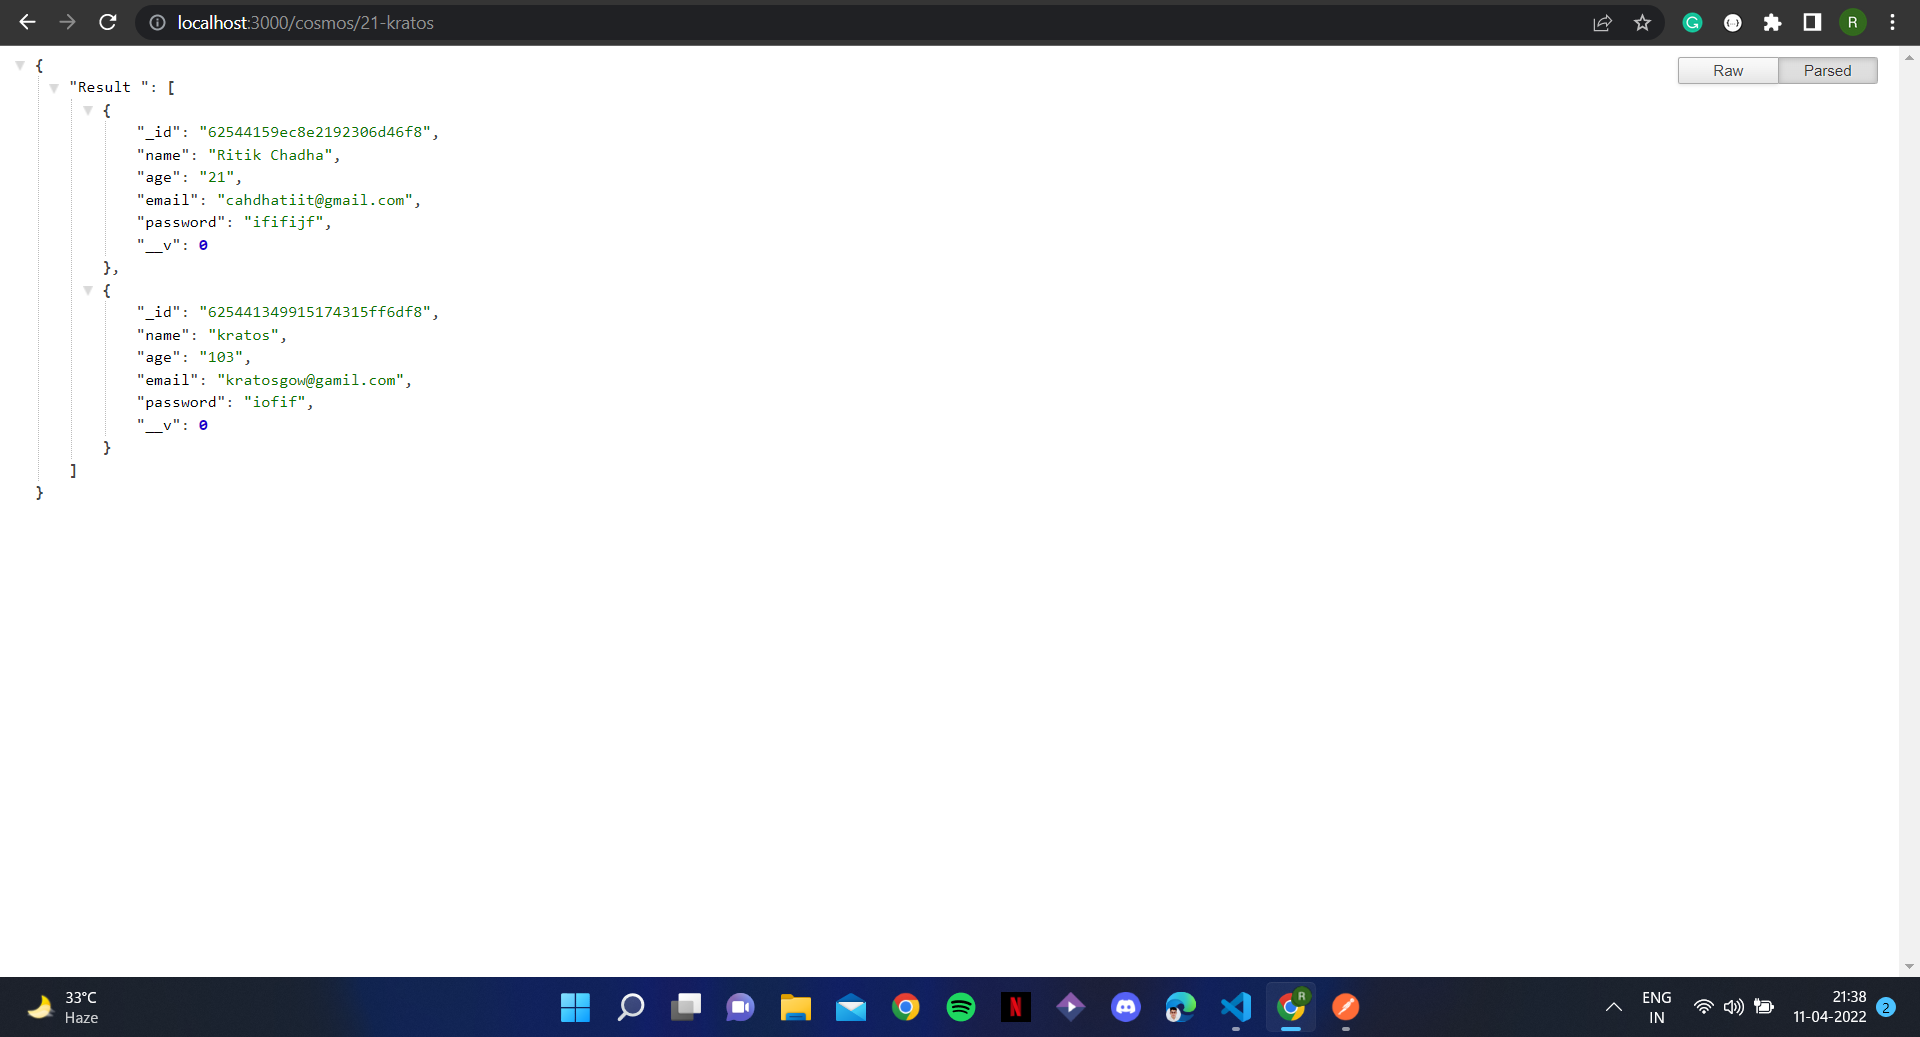 localhost:3000/cosmos/21-kratos
R
Raw Parsed
{
"Result ": [
{
"_id": "62544159ec8e2192306d46f8",
"name": "Ritik Chadha",
"age": "21",
"email": "cahdhatiit@gmail.com",
"password": "ififijf",
"__v": 0
},
{
"_id": "625441349915174315ff6df8",
"name": "kratos",
"age": "103",
"email": "kratosgow@gamil.com",
"password": "iofif",
"__v": 0
}
]
}
33°C
Haze
N
R
ENG
IN
21:38
11-04-2022
2